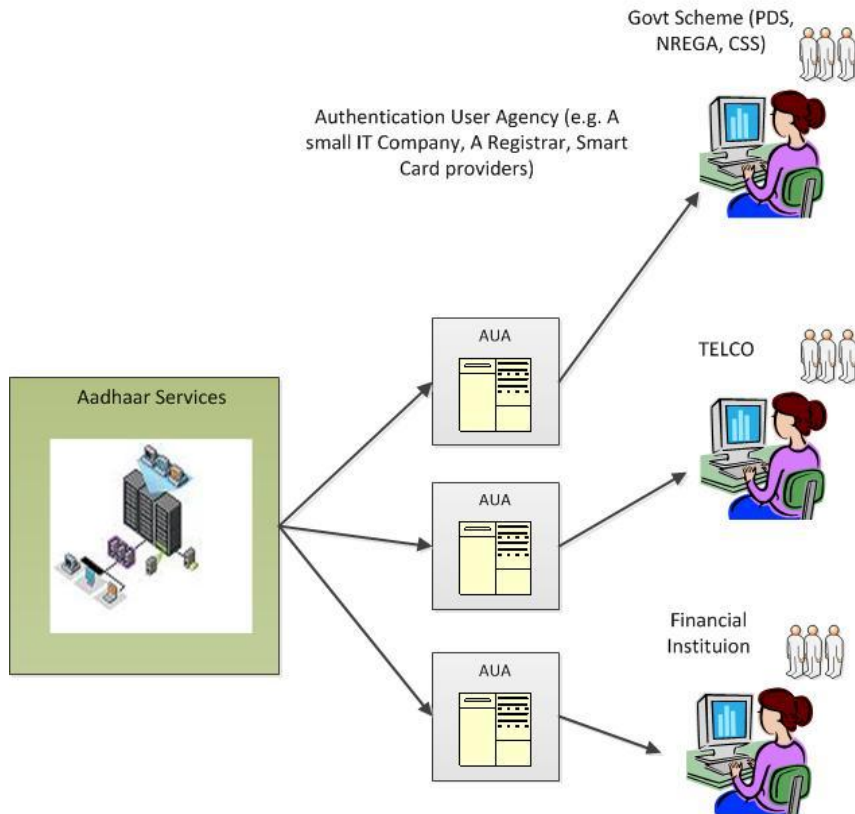 Govt Scheme (PDS,
NREGA, CSS)
Authentication User Agency (e.g. A
small IT Company, A Registrar, Smart
Card providers)
AUA
TELCO
Aadhaar Services
AUA
Financial
Instituion
AUA